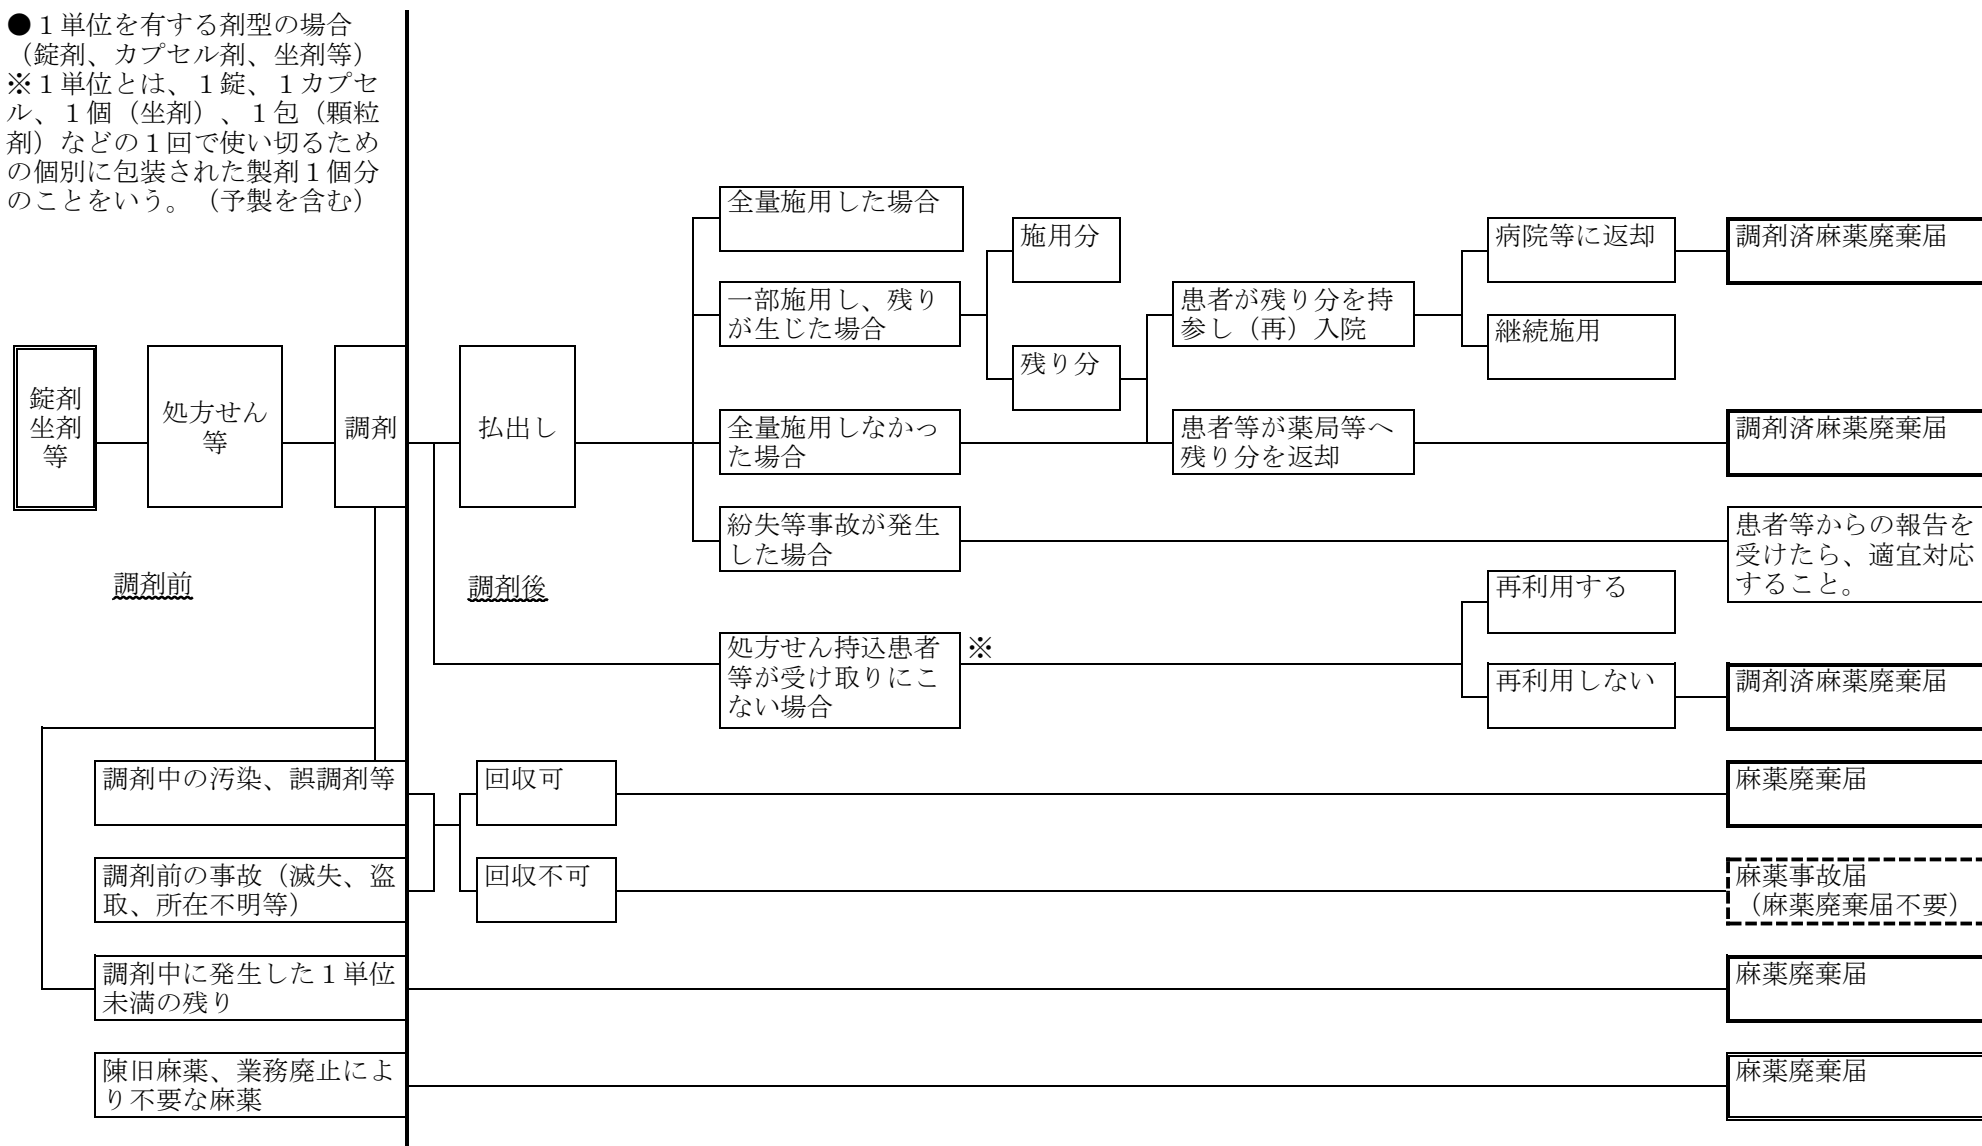 ●１単位を有する剤型の場合
（錠剤、カプセル剤、坐剤等）
※１単位とは、１錠、１カプセ
ル、１個（坐剤）、１包（顆粒
剤）などの１回で使い切るため
の個別に包装された製剤１個分
のことをいう。（予製を含む）
錠剤
坐剤
等
処方せん
等
調剤
払出し
調剤前
調剤後
全量施用した場合
一部施用し、残り
が生じた場合
施用分
残り分
全量施用しなかっ
た場合
患者が残り分を持
参し（再）入院
病院等に返却
調剤済麻薬廃棄届
継続施用
患者等が薬局等へ
残り分を返却
調剤済麻薬廃棄届
紛失等事故が発生
した場合
患者等からの報告を
受けたら、適宜対応
すること。
処方せん持込患者
等が受け取りにこ
ない場合
※
再利用する
再利用しない
調剤済麻薬廃棄届
調剤中の汚染、誤調剤等
回収可
麻薬廃棄届
調剤前の事故（滅失、盗
取、所在不明等）
回収不可
麻薬事故届
（麻薬廃棄届不要）
調剤中に発生した１単位
未満の残り
麻薬廃棄届
陳旧麻薬、業務廃止によ
り不要な麻薬
麻薬廃棄届